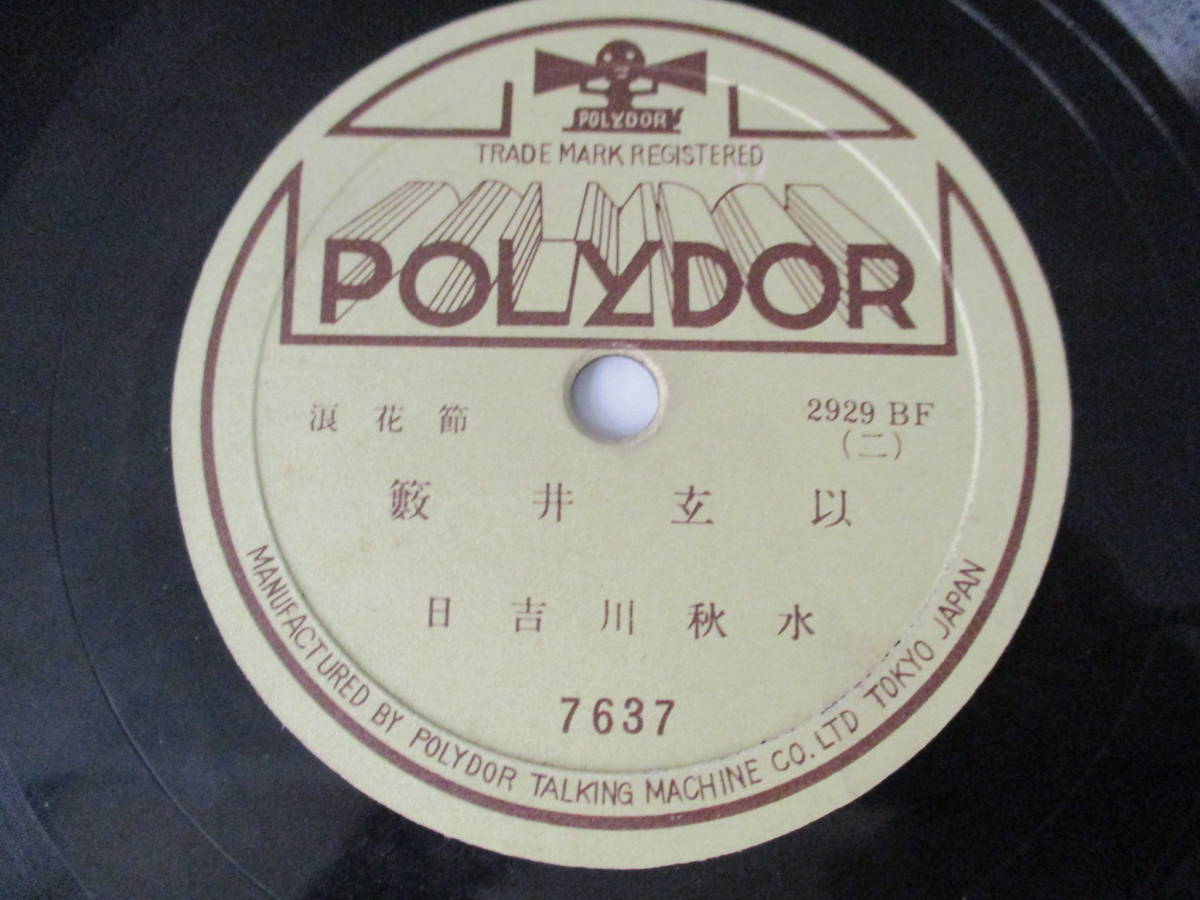 POLYDOR
TRADE MARK REGISTERED
POLYDOR
浪花節
2929 BF
(二)
籔井玄以
日吉川秋水
7637
MANUFACTURED BY POLYDOR TALKING MACHINE CO. LTD TOKYO JAPAN